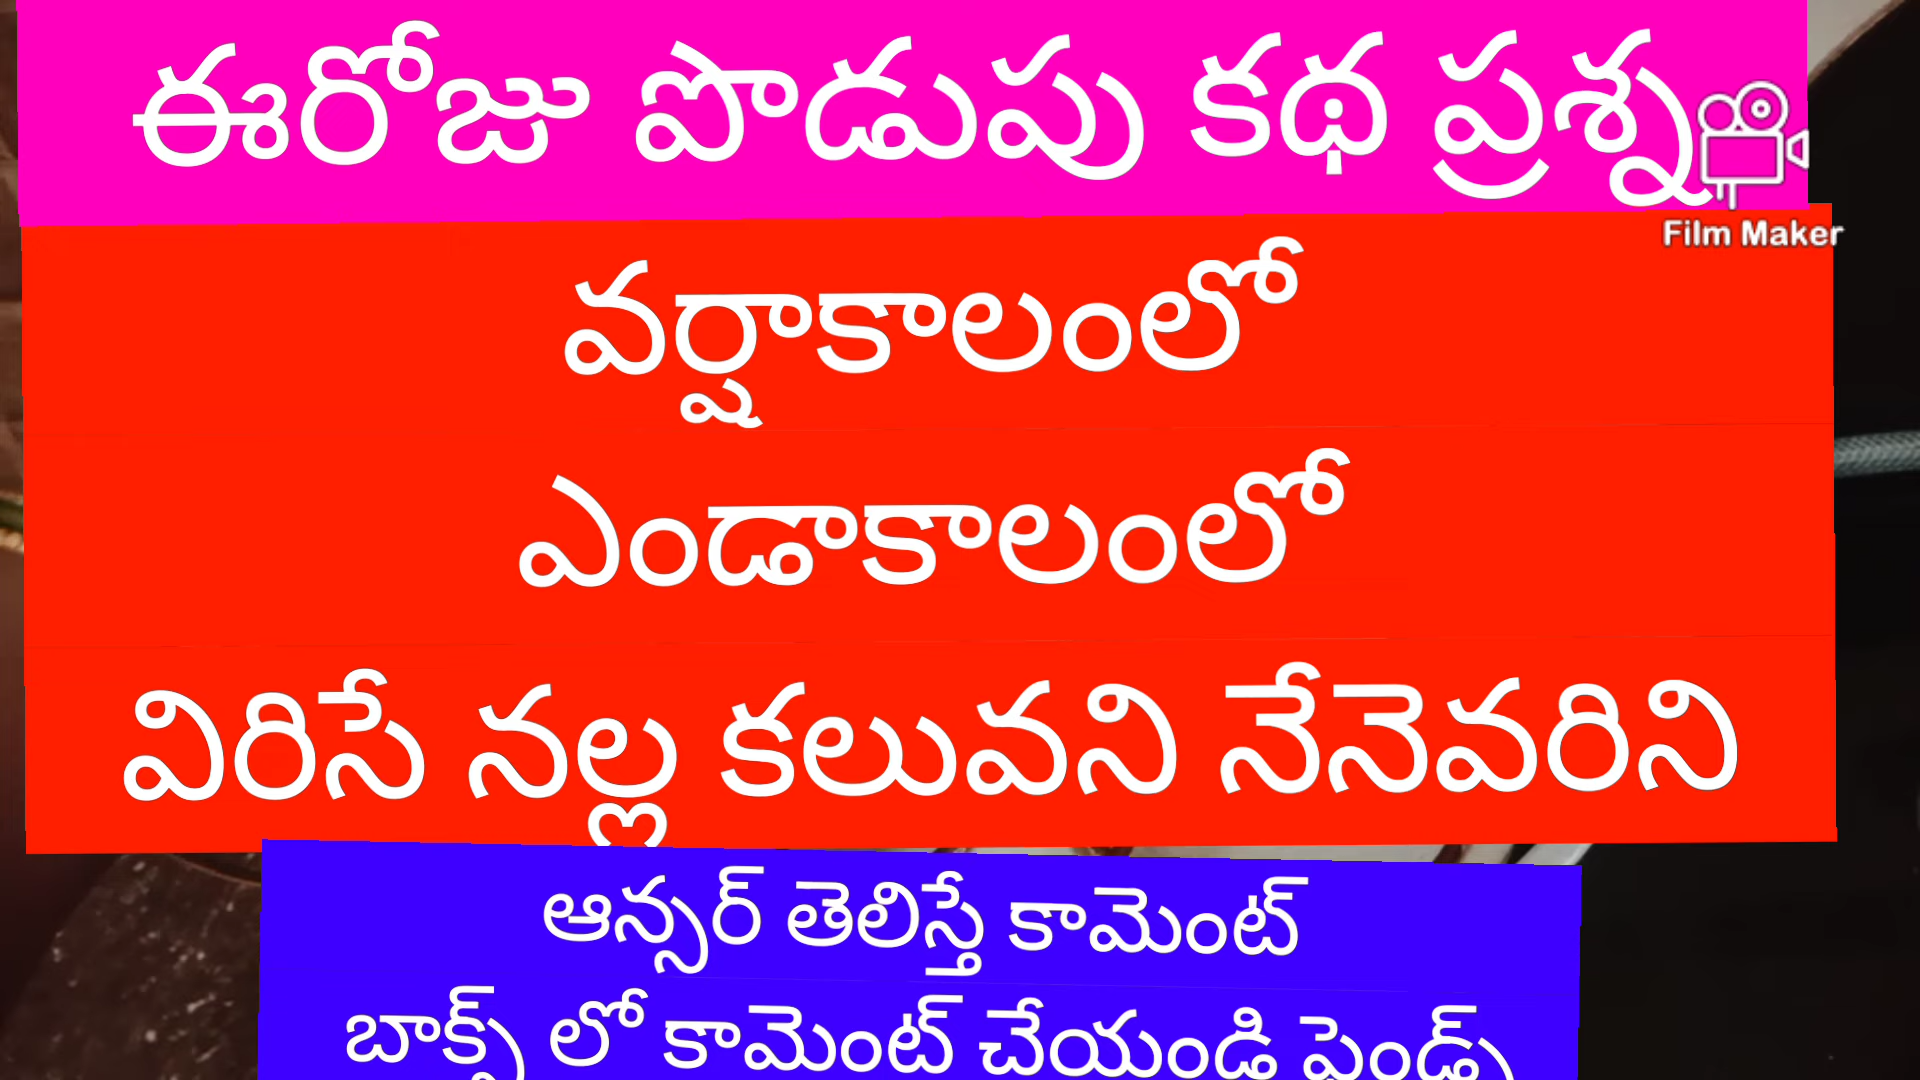 ఈరోజు పొడుపు కథ ప్రశ్న
Film Maker
వర్షాకాలంలో
ఎండాకాలంలో
విరిసే నల్ల కలువని నేనెవరిని
ఆన్సర్ తెలిస్తే కామెంట్
బాక్స్ లో కామెంట్ చేయండి ఫ్రెండ్స్